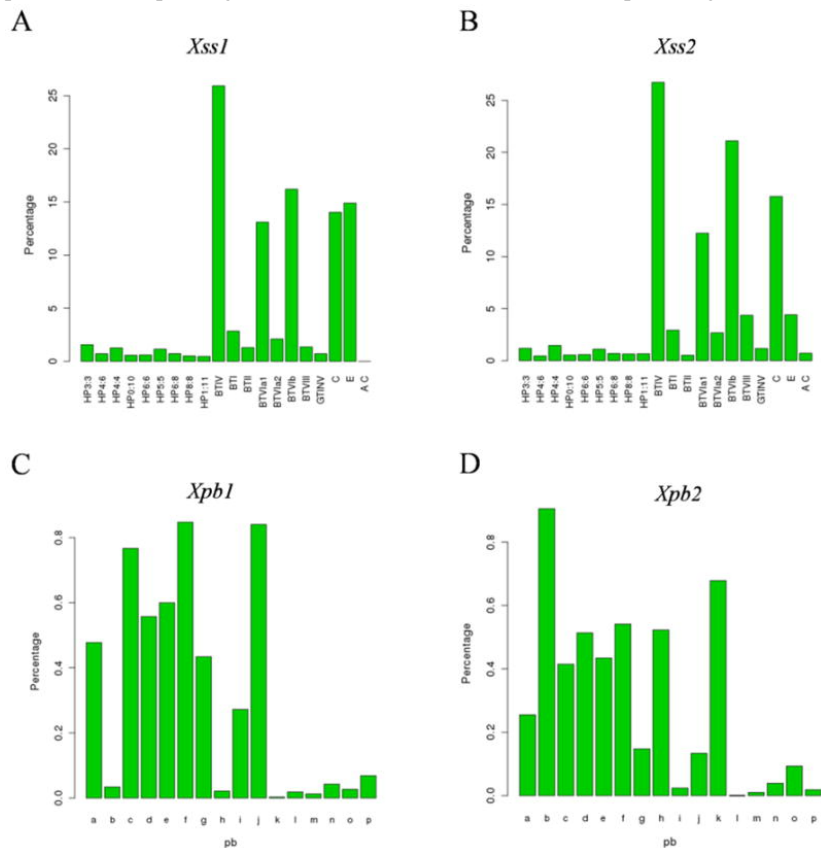 A
B
Xss1
Xss2
25
20
15
10
5
0
Percentage
HP3:3
HP4:6
HP4:4
HP0:10
HP6:6
HP5:5
HP6:8
HP8:8
HP1:11
BTIV
BTI
BTII
BTVIa1
BTVIa2
BTVIb
BTVIII
GTINV
C
E
A C
25
20
15
10
5
0
Percentage
HP3:3
HP4:6
HP4:4
HP0:10
HP6:6
HP5:5
HP6:8
HP8:8
HP1:11
BTIV
BTI
BTII
BTVIa1
BTVIa2
BTVIb
BTVIII
GTINV
C
E
A C
C
D
Xpb1
Xpb2
0.8
0.6
0.4
0.2
0.0
Percentage
a b c d e f g h i j k l m n o p
pb
0.8
0.6
0.4
0.2
0.0
Percentage
a b c d e f g h i j k l m n o p
pb